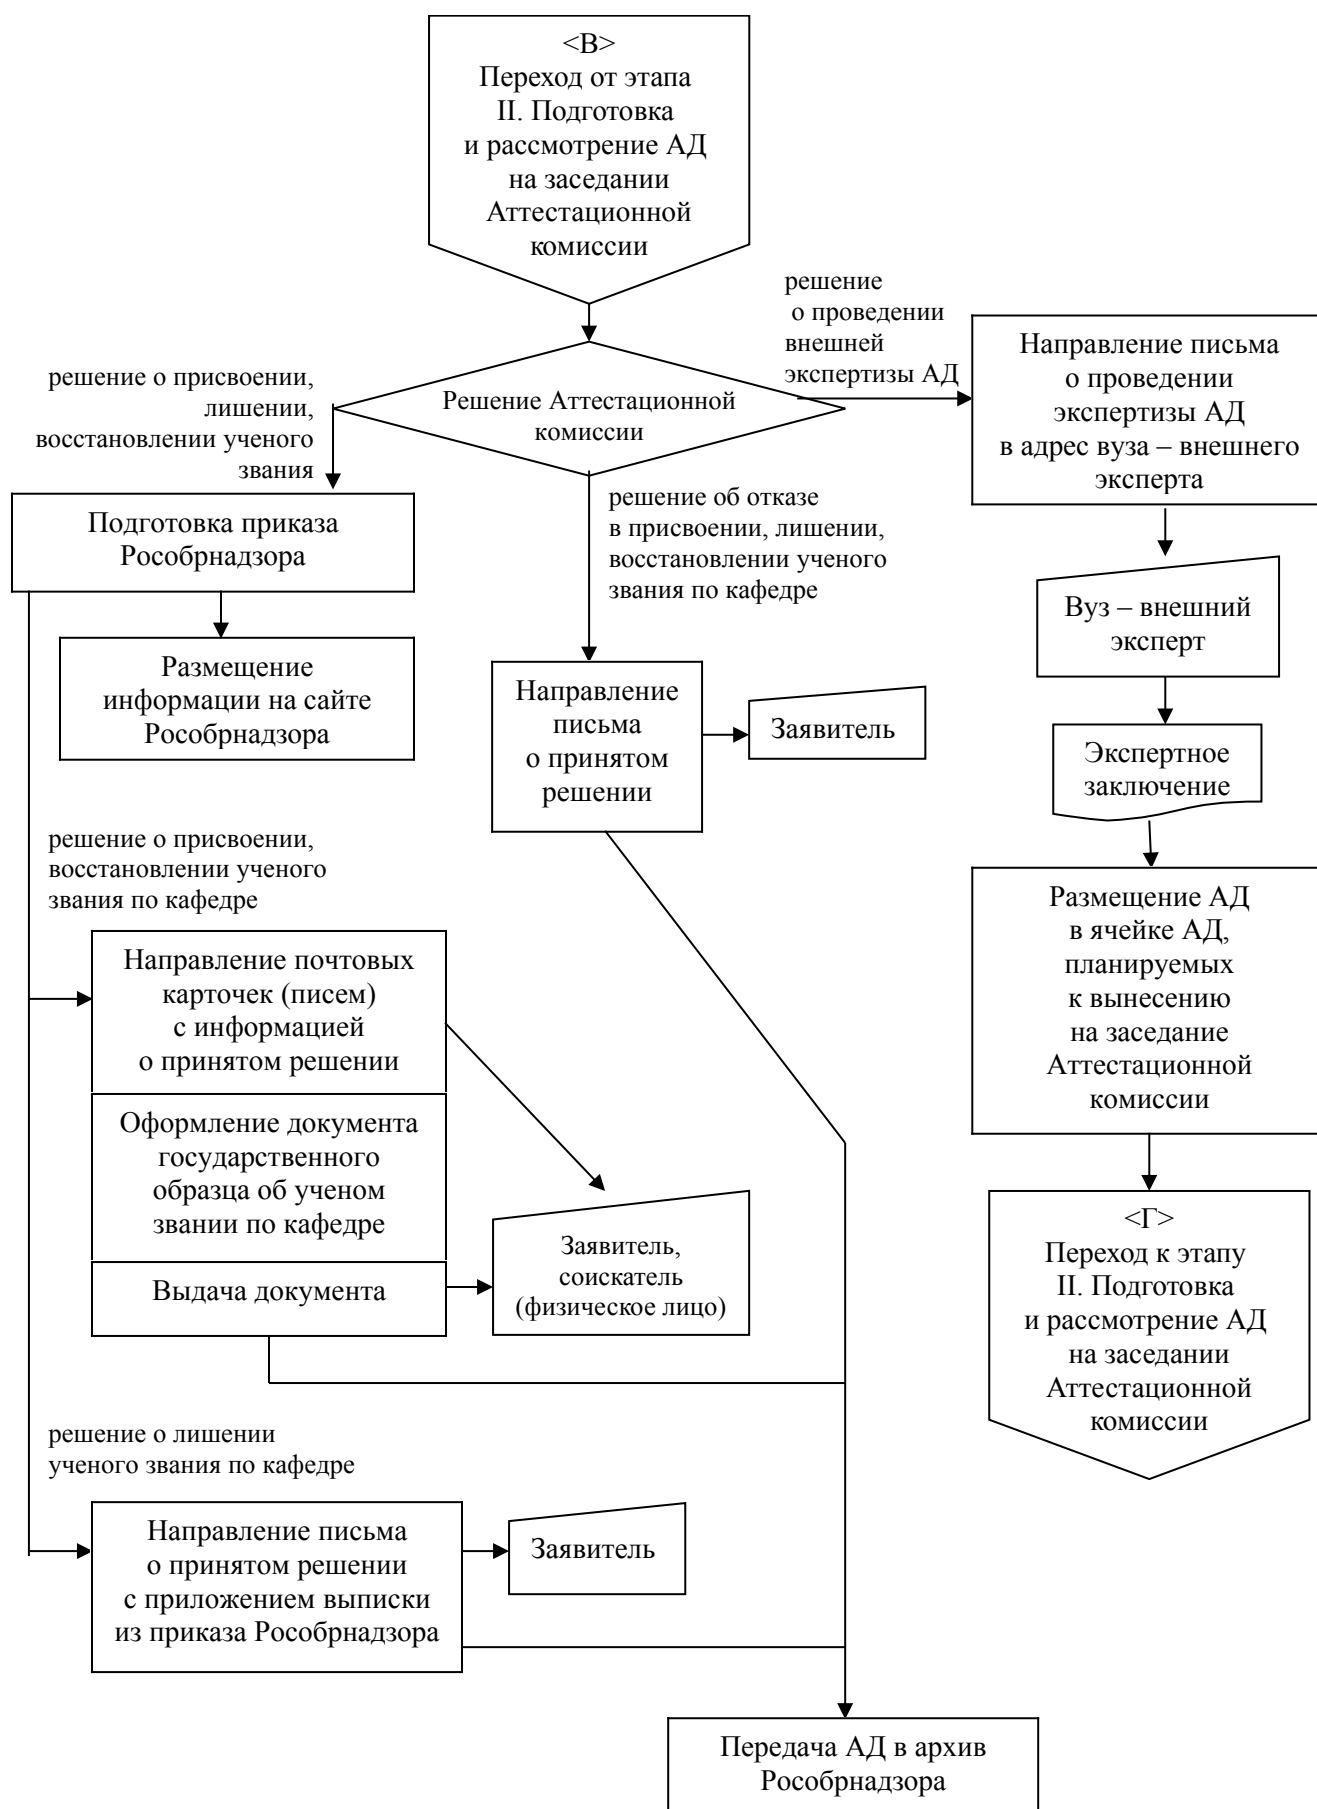 <В>
Переход от этапа
II. Подготовка
и рассмотрение АД
на заседании
Аттестационной
комиссии
решение
о проведении
внешней
экспертизы АД
Направление письма
о проведении
экспертизы АД
в адрес вуза – внешнего
эксперта
решение о присвоении,
лишении,
восстановлении ученого
звания
Решение Аттестационной
комиссии
решение об отказе
в присвоении, лишении,
восстановлении ученого
звания по кафедре
Подготовка приказа
Рособрнадзора
Вуз – внешний
эксперт
Размещение
информации на сайте
Рособрнадзора
Направление
письма
о принятом
решении
Заявитель
Экспертное
заключение
решение о присвоении,
восстановлении ученого
звания по кафедре
Размещение АД
в ячейке АД,
планируемых
к вынесению
на заседание
Аттестационной
комиссии
Направление почтовых
карточек (писем)
с информацией
о принятом решении
Оформление документа
государственного
образца об ученом
звании по кафедре
Выдача документа
Заявитель,
соискатель
(физическое лицо)
<Г>
Переход к этапу
II. Подготовка
и рассмотрение АД
на заседании
Аттестационной
комиссии
решение о лишении
ученого звания по кафедре
Направление письма
о принятом решении
с приложением выписки
из приказа Рособрнадзора
Заявитель
Передача АД в архив
Рособрнадзора